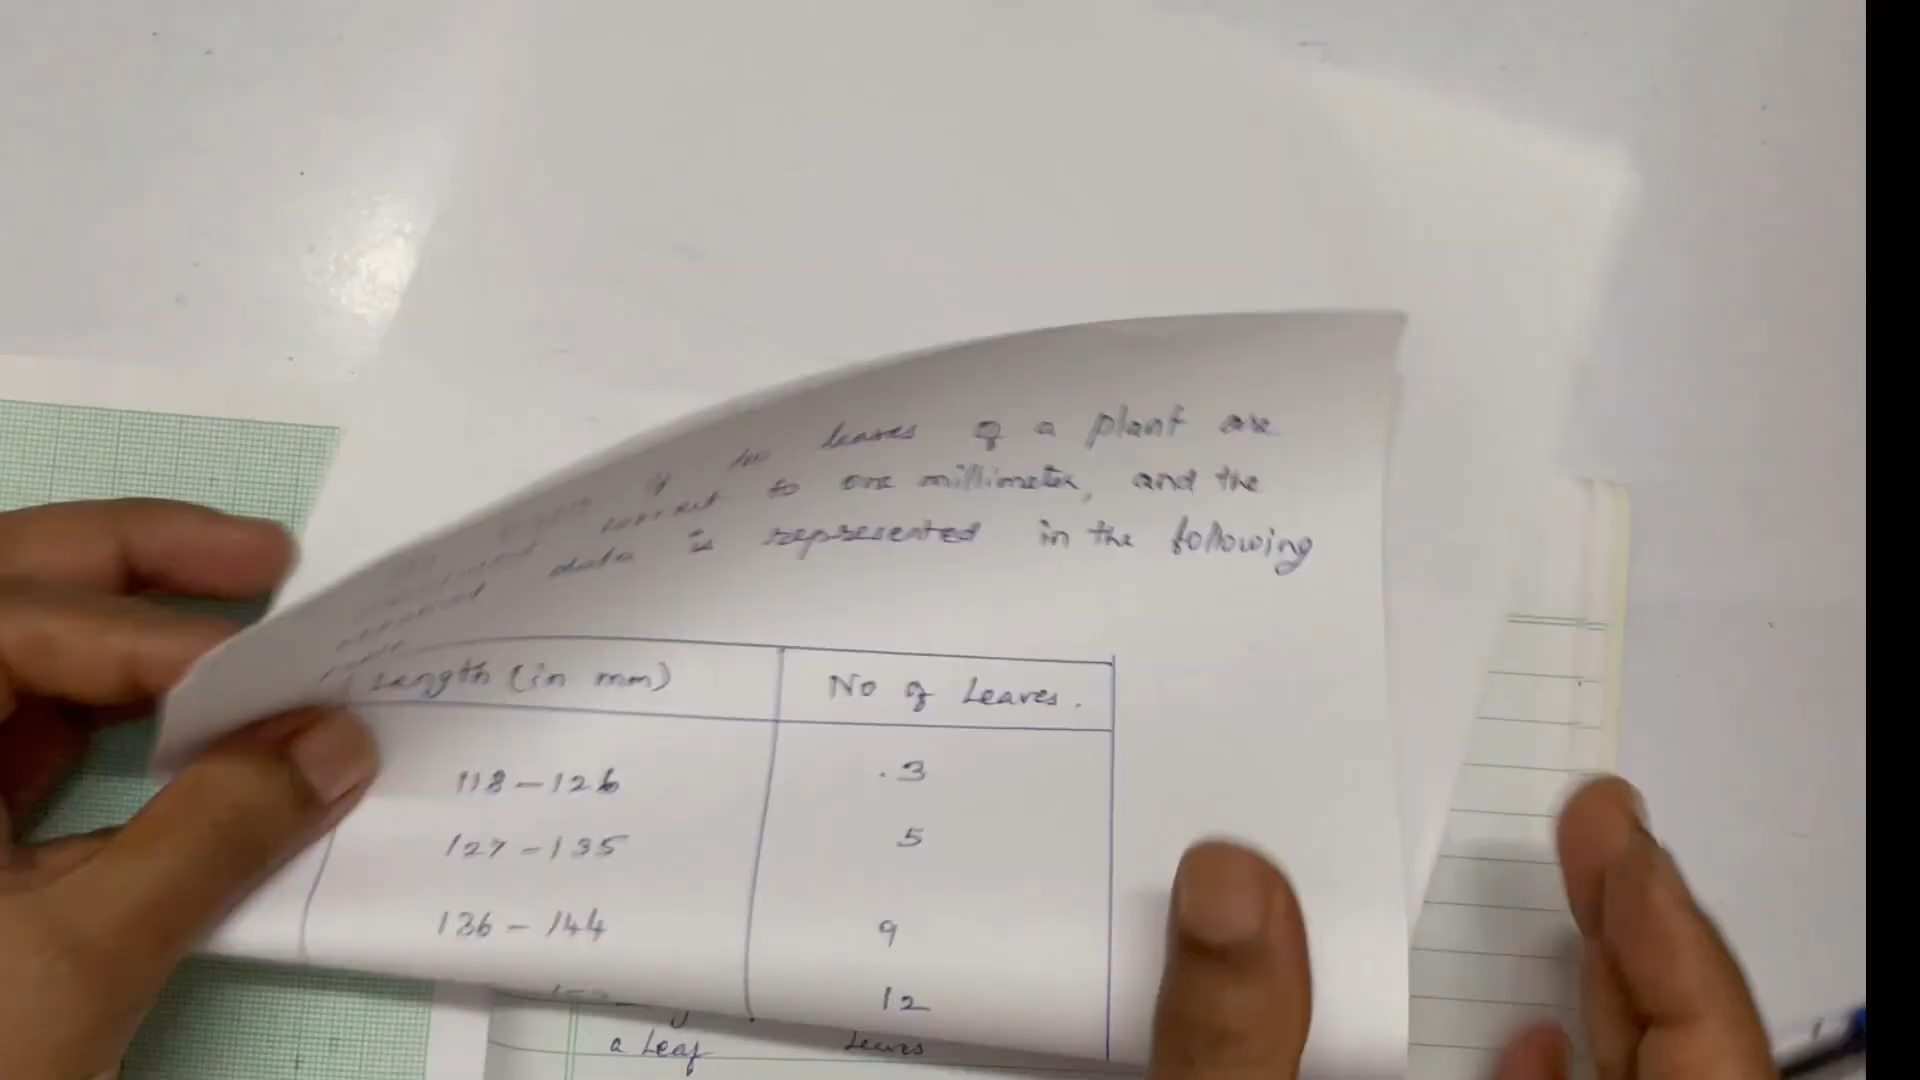 leaves of a plant are
to one millimeter, and the
data is represented in the following
Length (in mm) No of Leaves.
118-126 3
127-135 5
136-144 9
12
a Leaf Leaves